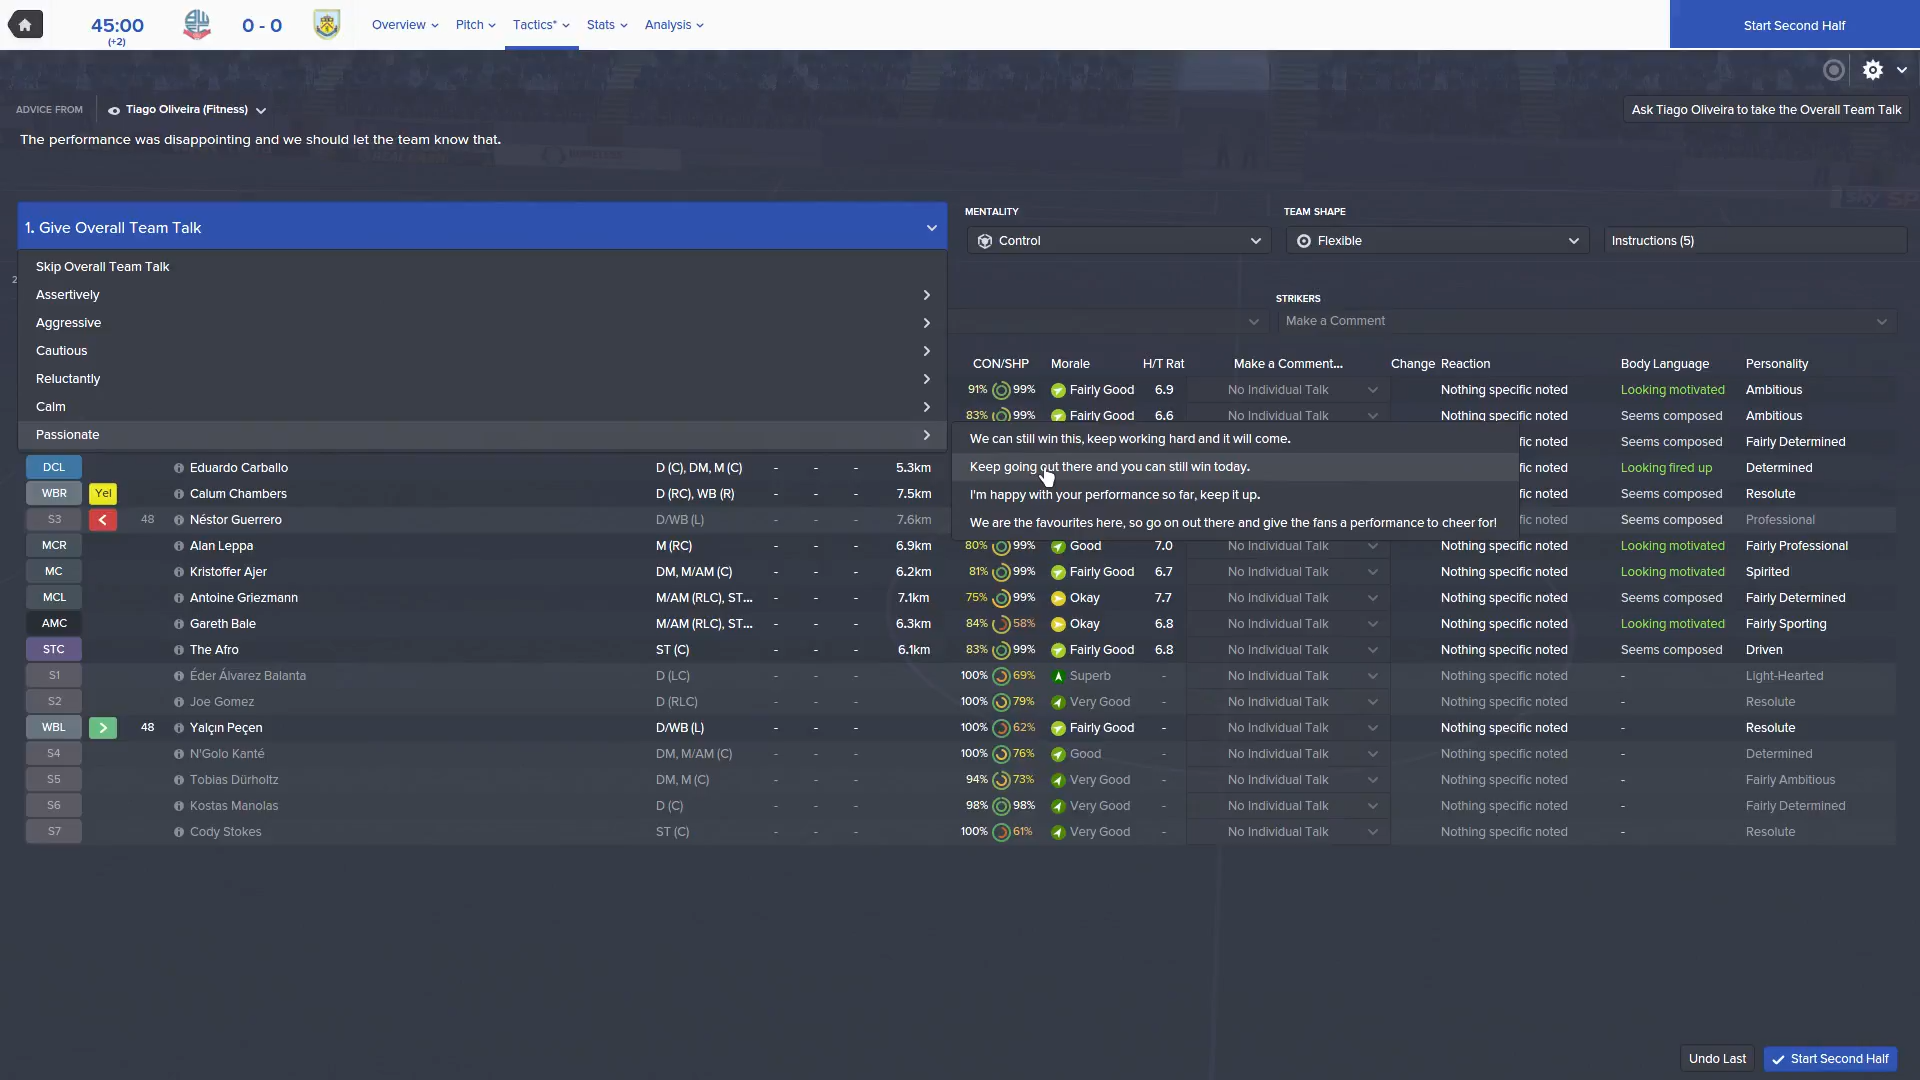 45:00
(+2)
0 - 0
Overview
Pitch
Tactics*
Stats
Analysis
Start Second Half
ADVICE FROM
Tiago Oliveira (Fitness)
Ask Tiago Oliveira to take the Overall Team Talk
The performance was disappointing and we should let the team know that.
1. Give Overall Team Talk
MENTALITY
Control
TEAM SHAPE
Flexible
Instructions (5)
Skip Overall Team Talk
Assertively
Aggressive
Cautious
Reluctantly
Calm
Passionate
STRIKERS
Make a Comment
CON/SHP Morale H/T Rat Make a Comment... Change Reaction Body Language Personality
91% 99% Fairly Good 6.9 No Individual Talk Nothing specific noted Looking motivated Ambitious
83% 99% Fairly Good 6.6 No Individual Talk Nothing specific noted Seems composed Ambitious
We can still win this, keep working hard and it will come.
Keep going out there and you can still win today.
I'm happy with your performance so far, keep it up.
We are the favourites here, so go on out there and give the fans a performance to cheer for!
ific noted Seems composed Fairly Determined
DCL Eduardo Carballo D (C), DM, M (C) 5.3km ific noted Looking fired up Determined
WBR Yel Calum Chambers D (RC), WB (R) 7.5km ific noted Seems composed Resolute
S3 48 Néstor Guerrero D/WB (L) 7.6km ific noted Seems composed Professional
MCR Alan Leppa M (RC) 6.9km 80% 99% Good 7.0 No Individual Talk Nothing specific noted Looking motivated Fairly Professional
MC Kristoffer Ajer DM, M/AM (C) 6.2km 81% 99% Fairly Good 6.7 No Individual Talk Nothing specific noted Looking motivated Spirited
MCL Antoine Griezmann M/AM (RLC), ST... 7.1km 75% 99% Okay 7.7 No Individual Talk Nothing specific noted Seems composed Fairly Determined
AMC Gareth Bale M/AM (RLC), ST... 6.3km 84% 58% Okay 6.8 No Individual Talk Nothing specific noted Looking motivated Fairly Sporting
STC The Afro ST (C) 6.1km 83% 99% Fairly Good 6.8 No Individual Talk Nothing specific noted Seems composed Driven
S1 Éder Álvarez Balanta D (LC) - - - 100% 69% Superb - No Individual Talk Nothing specific noted - Light-Hearted
S2 Joe Gomez D (RLC) - - - 100% 79% Very Good - No Individual Talk Nothing specific noted - Resolute
WBL 48 Yalçın Peçen D/WB (L) - - - 100% 62% Fairly Good - No Individual Talk Nothing specific noted - Resolute
S4 N'Golo Kanté DM, M/AM (C) - - - 100% 76% Good - No Individual Talk Nothing specific noted - Determined
S5 Tobias Dürholtz DM, M (C) - - - 94% 73% Very Good - No Individual Talk Nothing specific noted - Fairly Ambitious
S6 Kostas Manolas D (C) - - - 98% 98% Very Good - No Individual Talk Nothing specific noted - Fairly Determined
S7 Cody Stokes ST (C) - - - 100% 61% Very Good - No Individual Talk Nothing specific noted - Resolute
Undo Last
Start Second Half